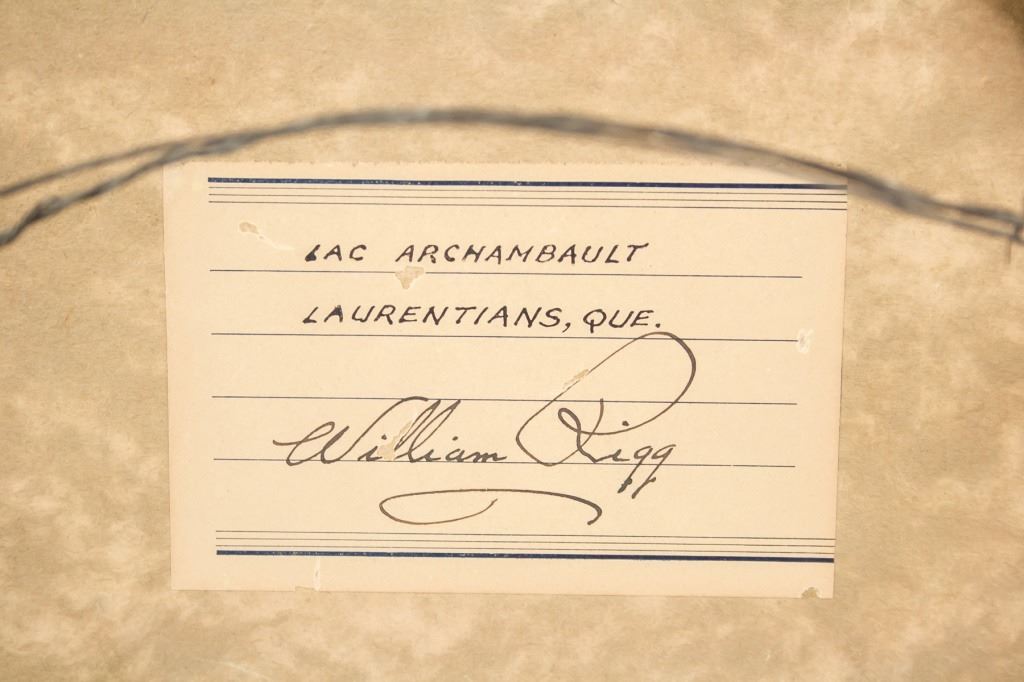 LAC ARCHAMBAULT
LAURENTIANS, QUE.
William Rigg